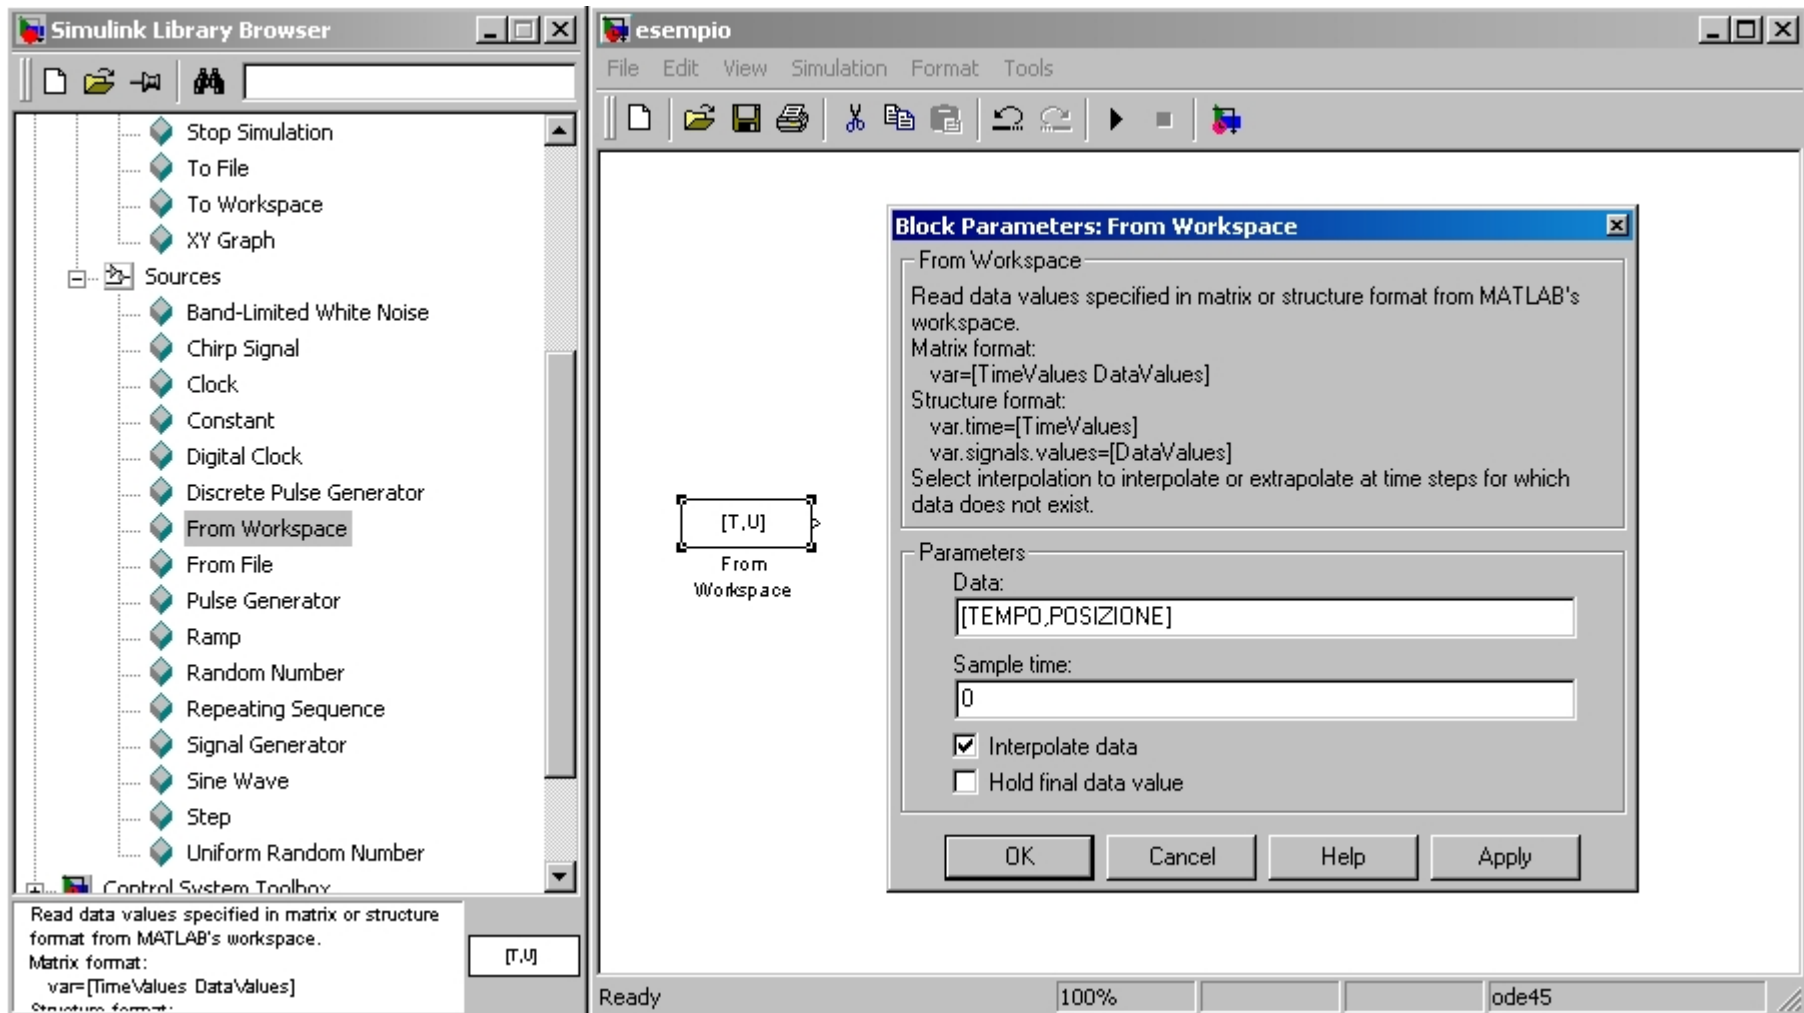 Simulink Library Browser
Stop Simulation
To File
To Workspace
XY Graph
Sources
Band-Limited White Noise
Chirp Signal
Clock
Constant
Digital Clock
Discrete Pulse Generator
From Workspace
From File
Pulse Generator
Ramp
Random Number
Repeating Sequence
Signal Generator
Sine Wave
Step
Uniform Random Number
Control System Toolbox
Read data values specified in matrix or structure
format from MATLAB's workspace.
Matrix format:
var=[TimeValues DataValues]
Structure format:
[T,U]
esempio
File Edit View Simulation Format Tools
[T,U]
From
Workspace
Block Parameters: From Workspace
From Workspace
Read data values specified in matrix or structure format from MATLAB's
workspace.
Matrix format:
var=[TimeValues DataValues]
Structure format:
var.time=[TimeValues]
var.signals.values=[DataValues]
Select interpolation to interpolate or extrapolate at time steps for which
data does not exist.
Parameters
Data:
[TEMPO,POSIZIONE]
Sample time:
0
Interpolate data
Hold final data value
OK Cancel Help Apply
Ready 100% ode45